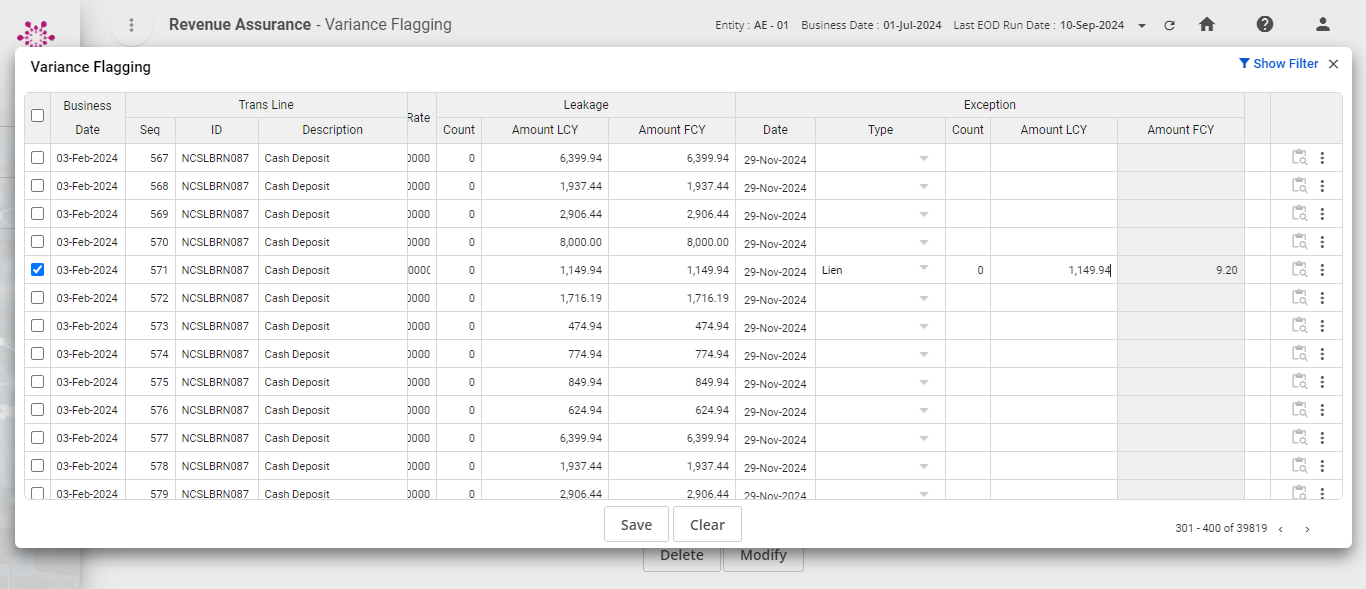 Revenue Assurance - Variance Flagging
Entity : AE - 01 Business Date : 01-Jul-2024 Last EOD Run Date : 10-Sep-2024
Variance Flagging
Show Filter
Business Date Trans Line Rate Leakage Exception
Seq ID Description Count Amount LCY Amount FCY Date Type Count Amount LCY Amount FCY
03-Feb-2024 567 NCSLBRN087 Cash Deposit 0000 0 6,399.94 6,399.94 29-Nov-2024
03-Feb-2024 568 NCSLBRN087 Cash Deposit 0000 0 1,937.44 1,937.44 29-Nov-2024
03-Feb-2024 569 NCSLBRN087 Cash Deposit 0000 0 2,906.44 2,906.44 29-Nov-2024
03-Feb-2024 570 NCSLBRN087 Cash Deposit 0000 0 8,000.00 8,000.00 29-Nov-2024
03-Feb-2024 571 NCSLBRN087 Cash Deposit 0000 0 1,149.94 1,149.94 29-Nov-2024 Lien 0 1,149.94 9.20
03-Feb-2024 572 NCSLBRN087 Cash Deposit 0000 0 1,716.19 1,716.19 29-Nov-2024
03-Feb-2024 573 NCSLBRN087 Cash Deposit 0000 0 474.94 474.94 29-Nov-2024
03-Feb-2024 574 NCSLBRN087 Cash Deposit 0000 0 774.94 774.94 29-Nov-2024
03-Feb-2024 575 NCSLBRN087 Cash Deposit 0000 0 849.94 849.94 29-Nov-2024
03-Feb-2024 576 NCSLBRN087 Cash Deposit 0000 0 624.94 624.94 29-Nov-2024
03-Feb-2024 577 NCSLBRN087 Cash Deposit 0000 0 6,399.94 6,399.94 29-Nov-2024
03-Feb-2024 578 NCSLBRN087 Cash Deposit 0000 0 1,937.44 1,937.44 29-Nov-2024
03-Feb-2024 579 NCSLBRN087 Cash Deposit 0000 0 2,906.44 2,906.44 29-Nov-2024
Save Clear
301 - 400 of 39819
Delete Modify